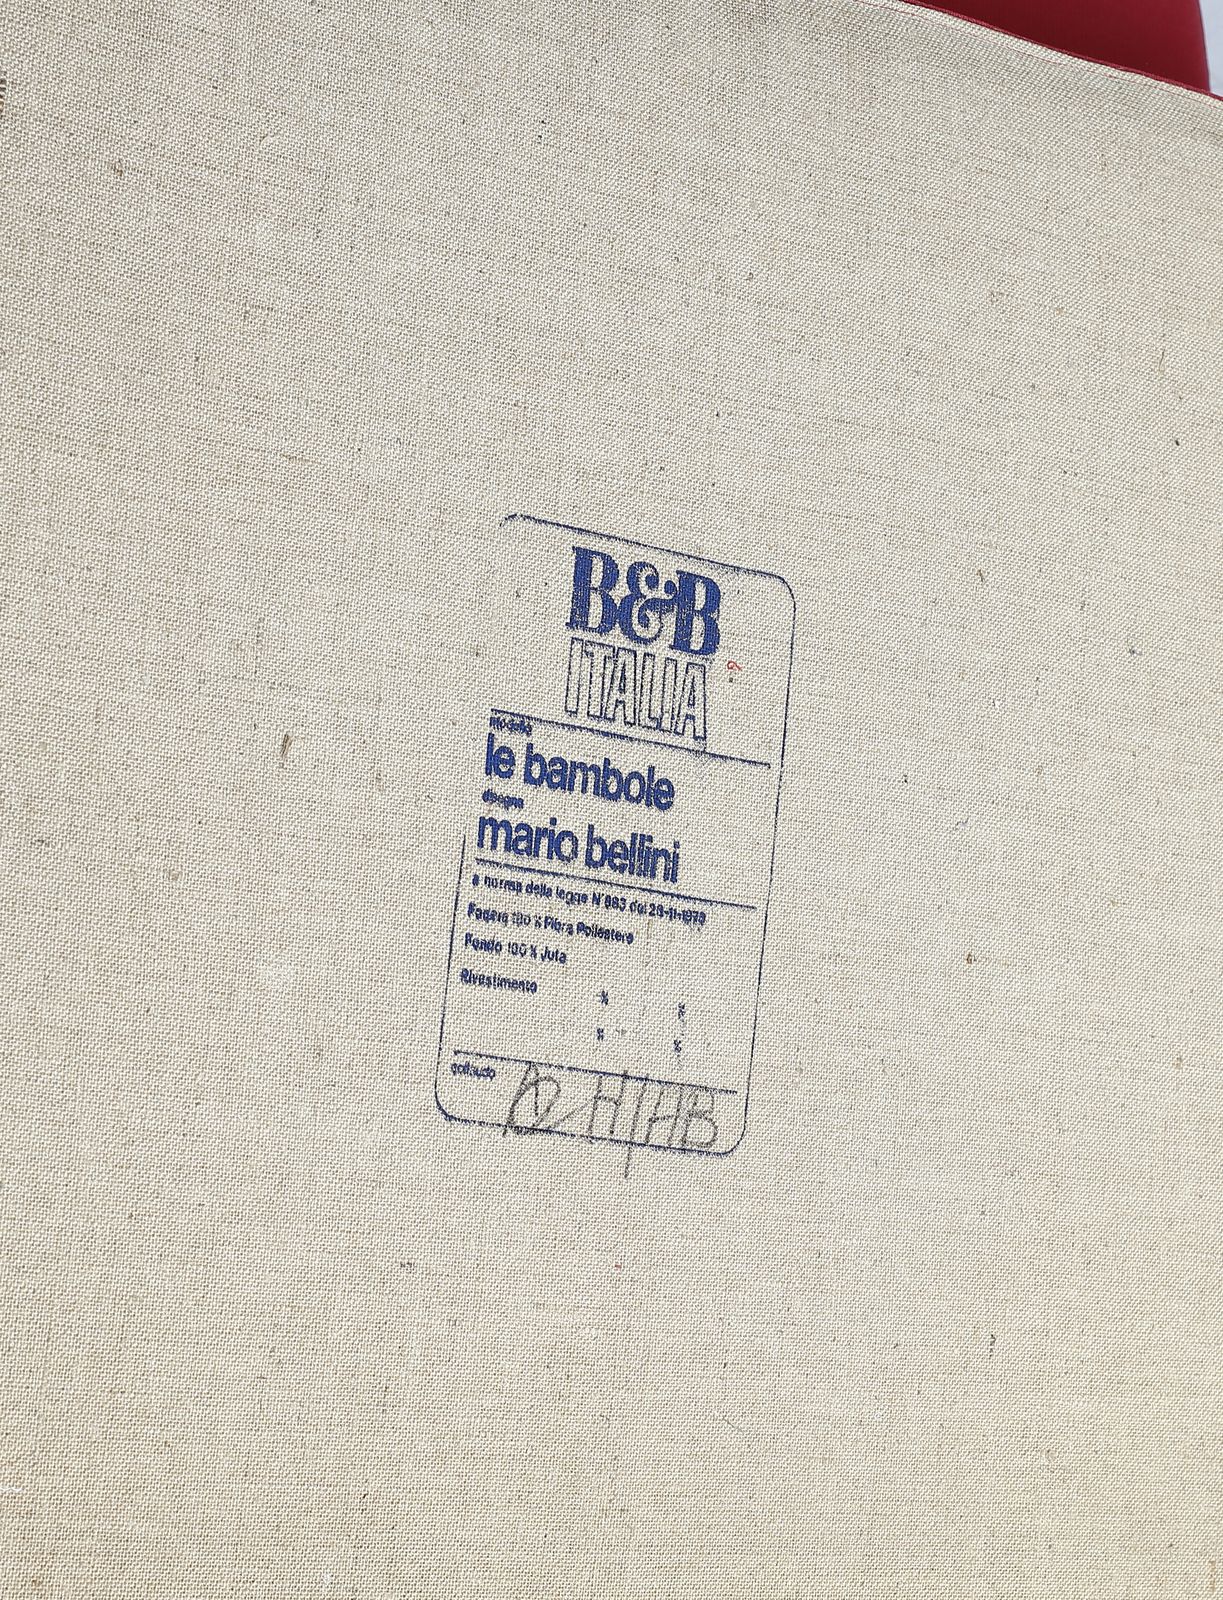 B&B
ITALIA
modello
le bambole
disegno
mario bellini
a norma della legge N°883 del 26-11-1973
Fodera 100% Fibra Poliestere
Fondo 100% Juta
Rivestimento
% %
% %
collaudo